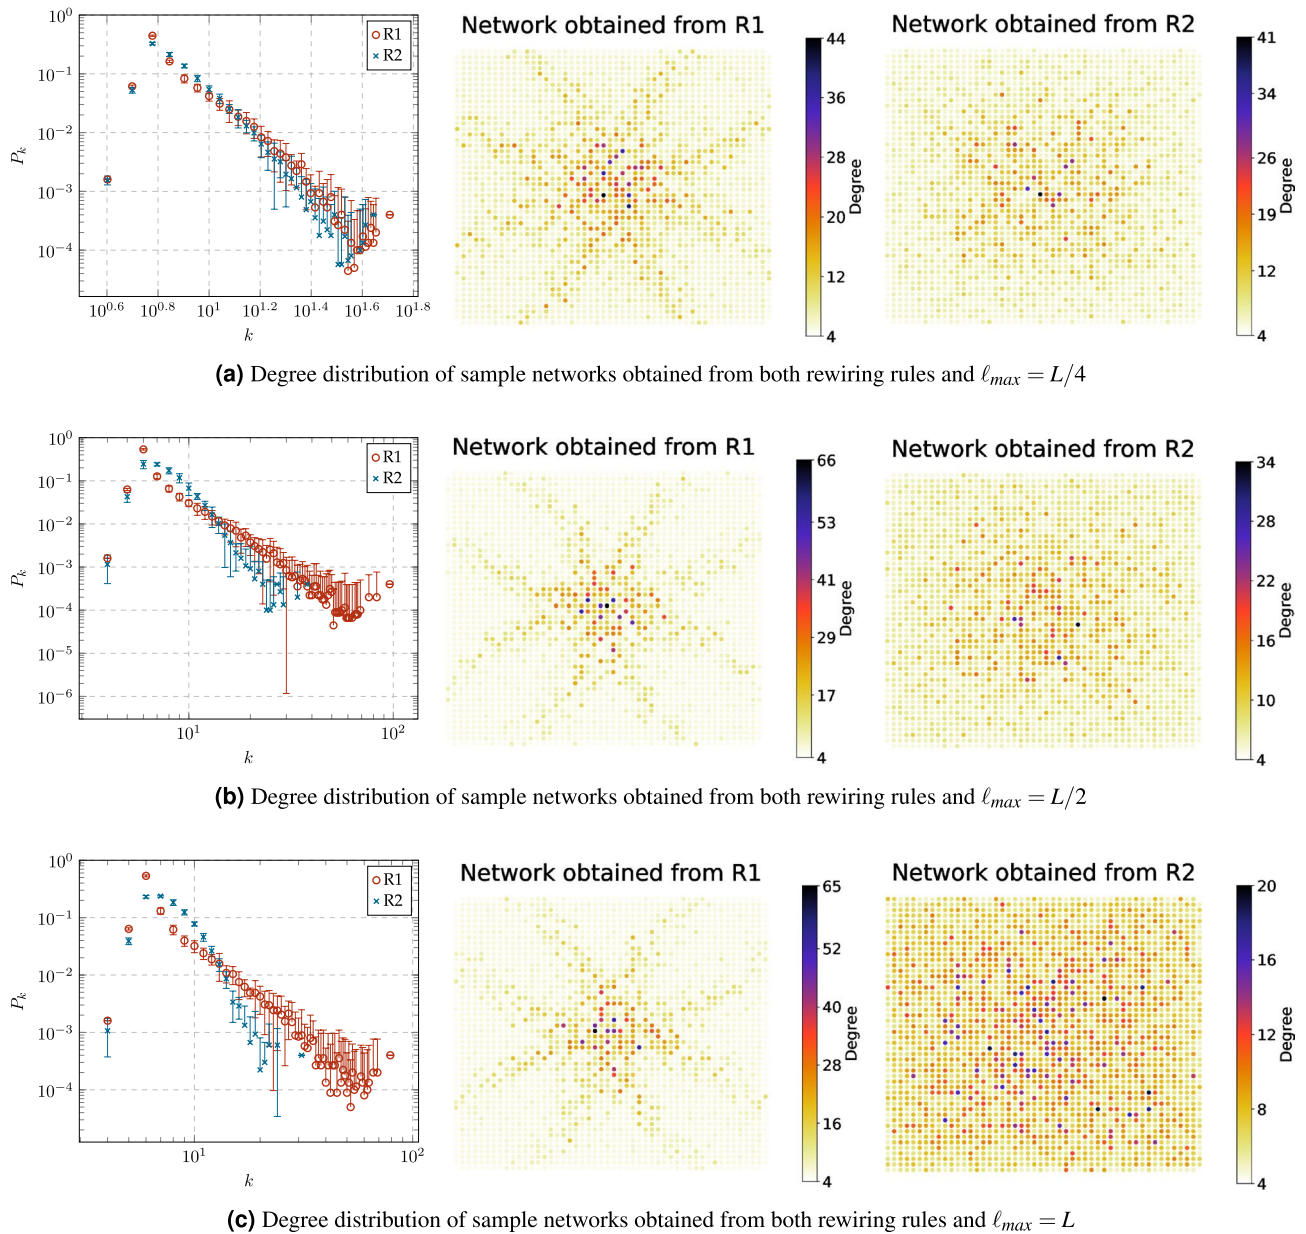 10^0
10^−1
10^−2
10^−3
10^−4
P_k
10^0.6
10^0.8
10^1
10^1.2
10^1.4
10^1.6
10^1.8
k
R1
R2
Network obtained from R1
44
36
28
20
12
4
Degree
Network obtained from R2
41
34
26
19
12
4
Degree
(a) Degree distribution of sample networks obtained from both rewiring rules and ℓ_max = L/4
10^0
10^−1
10^−2
10^−3
10^−4
10^−5
10^−6
P_k
10^1
10^2
k
R1
R2
Network obtained from R1
66
53
41
29
17
4
Degree
Network obtained from R2
34
28
22
16
10
4
Degree
(b) Degree distribution of sample networks obtained from both rewiring rules and ℓ_max = L/2
10^0
10^−1
10^−2
10^−3
10^−4
P_k
10^1
10^2
k
R1
R2
Network obtained from R1
65
52
40
28
16
4
Degree
Network obtained from R2
20
16
12
8
4
Degree
(c) Degree distribution of sample networks obtained from both rewiring rules and ℓ_max = L